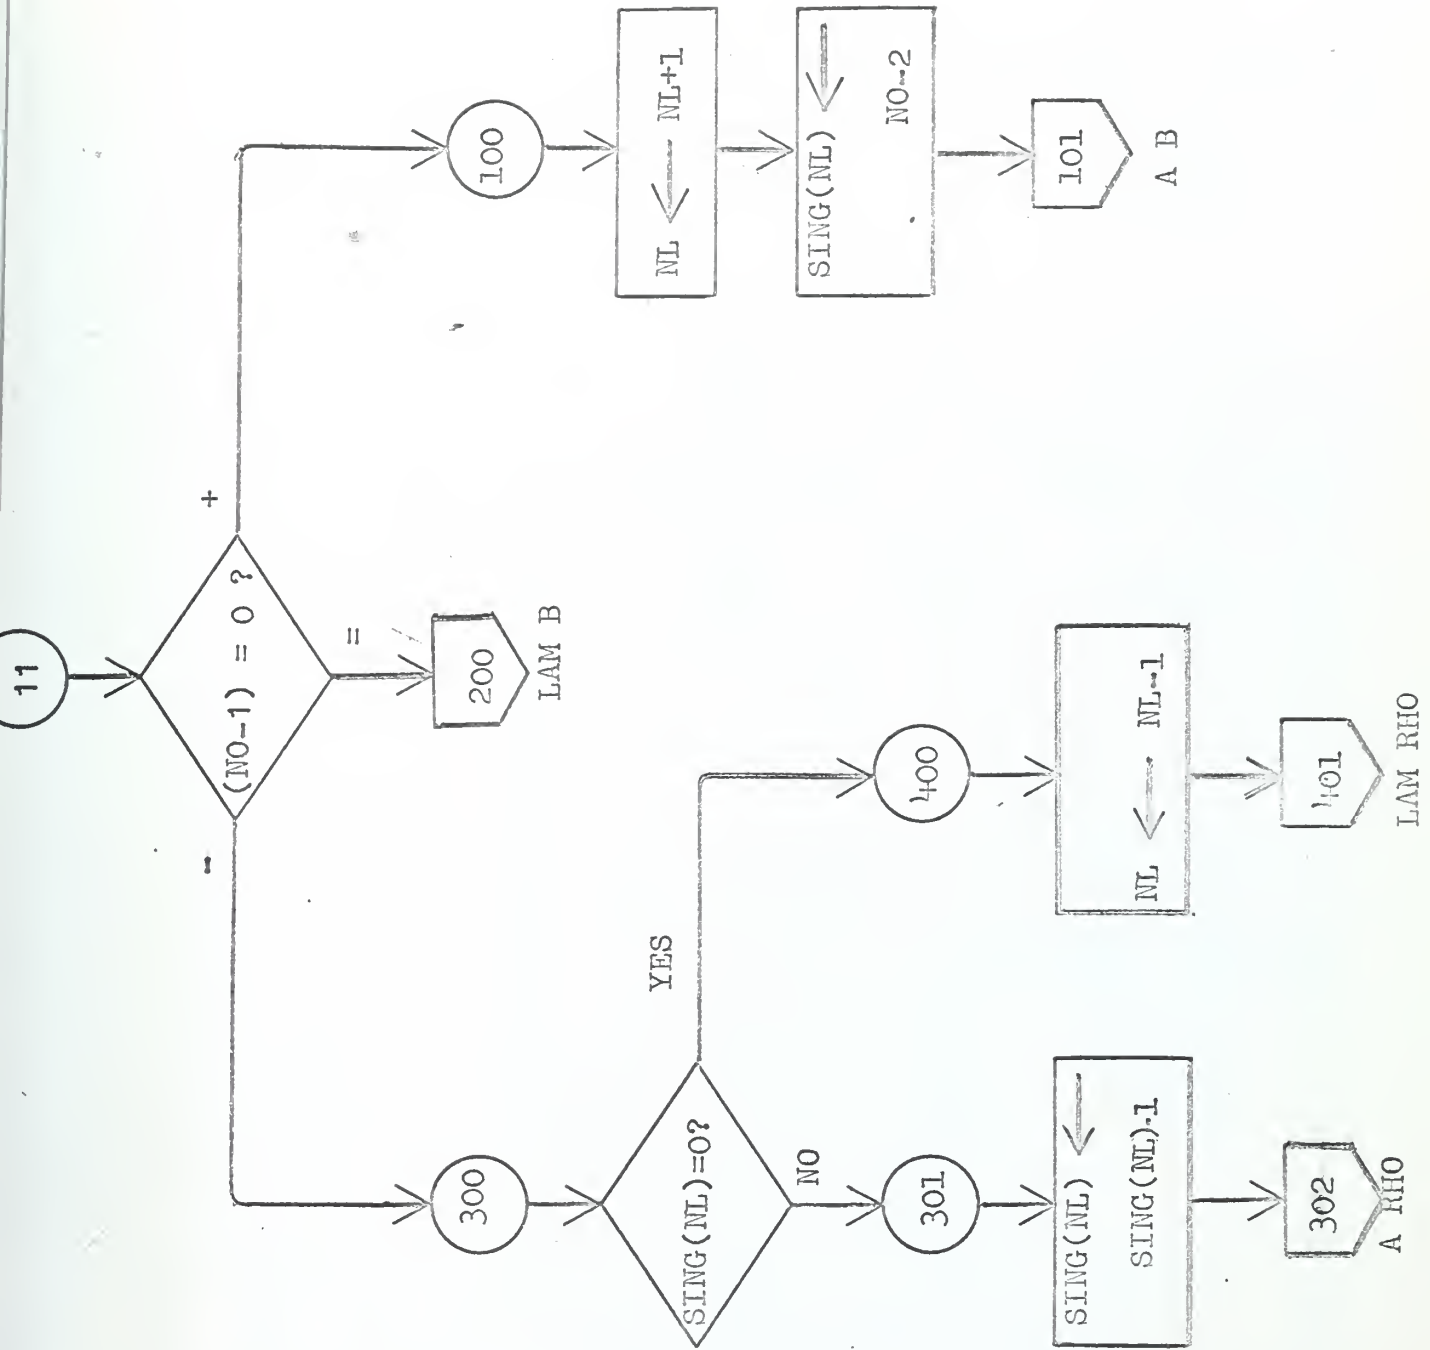 11
(NO-1) = 0 ?
+
-
=
200
LAM B
100
NL ← NL+1
SING(NL) ←
NO-2
101
A B
300
SING(NL)=0?
YES
NO
400
NL ← NL-1
401
LAM RHO
301
SING(NL) ←
SING(NL)-1
302
A RHO